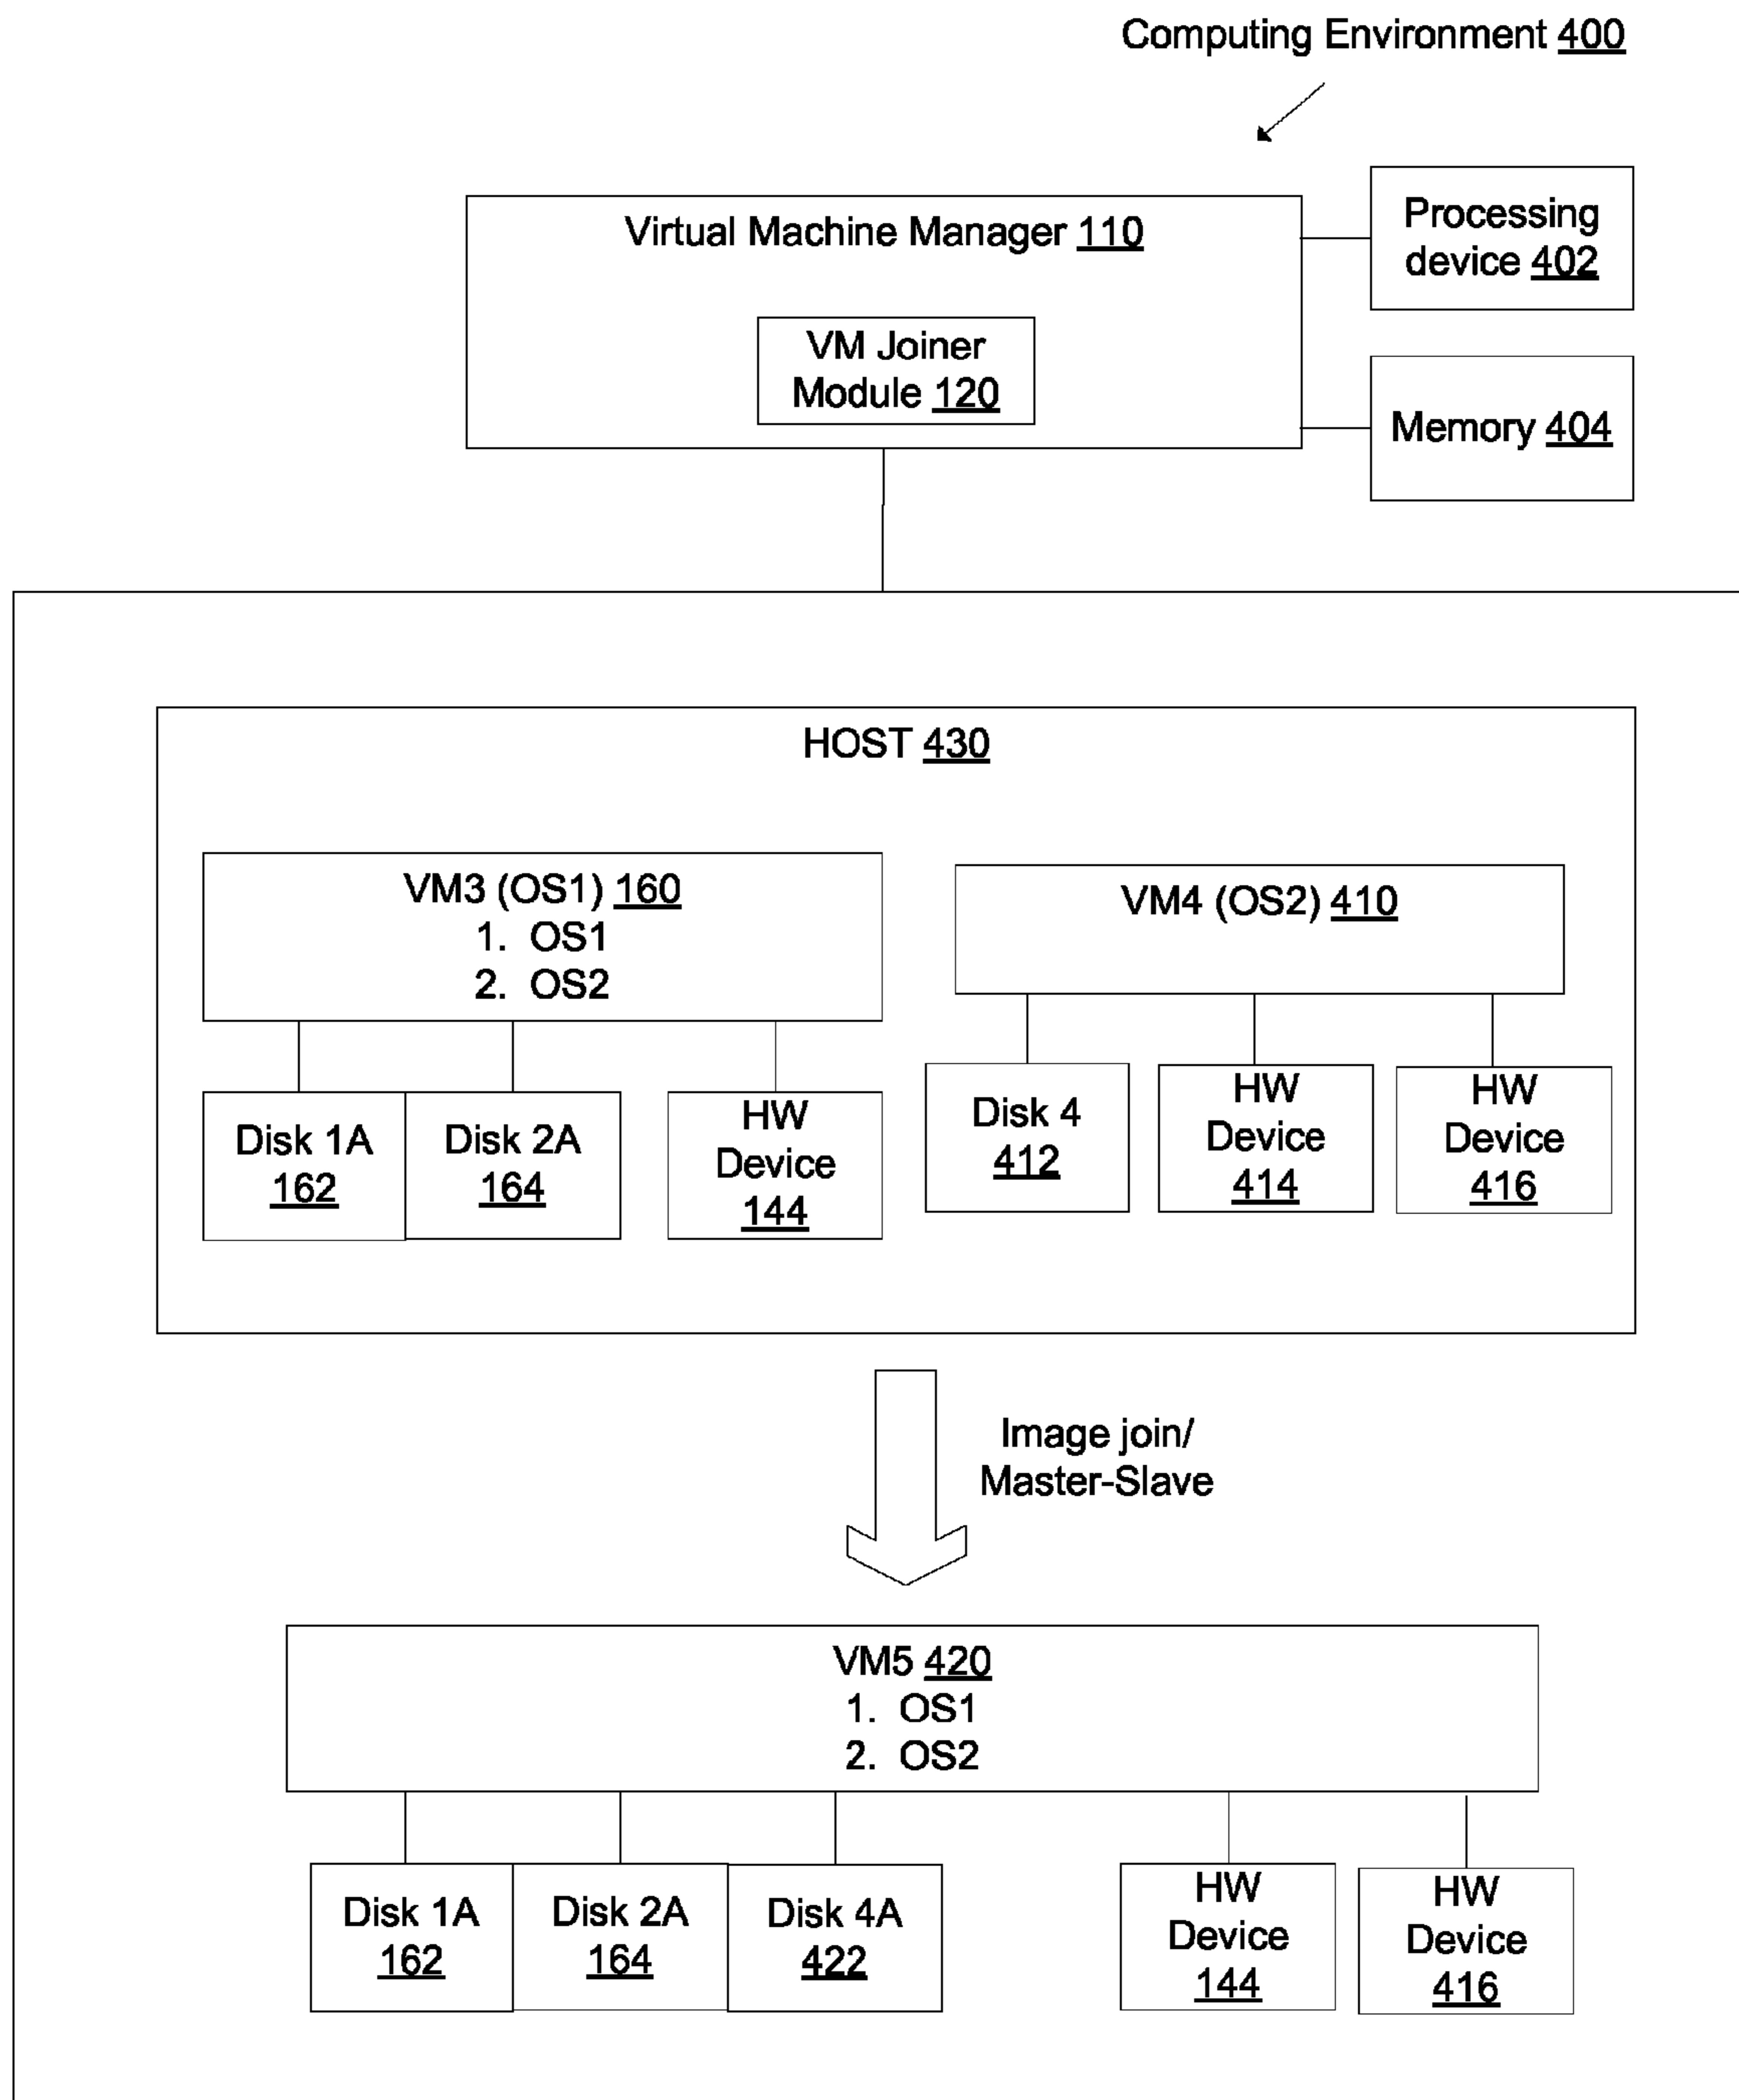 Computing Environment 400
Virtual Machine Manager 110
Processing
device 402
VM Joiner
Module 120
Memory 404
HOST 430
VM3 (OS1) 160
1. OS1
2. OS2
VM4 (OS2) 410
Disk 1A
162
Disk 2A
164
HW
Device
144
Disk 4
412
HW
Device
414
HW
Device
416
Image join/
Master-Slave
VM5 420
1. OS1
2. OS2
Disk 1A
162
Disk 2A
164
Disk 4A
422
HW
Device
144
HW
Device
416